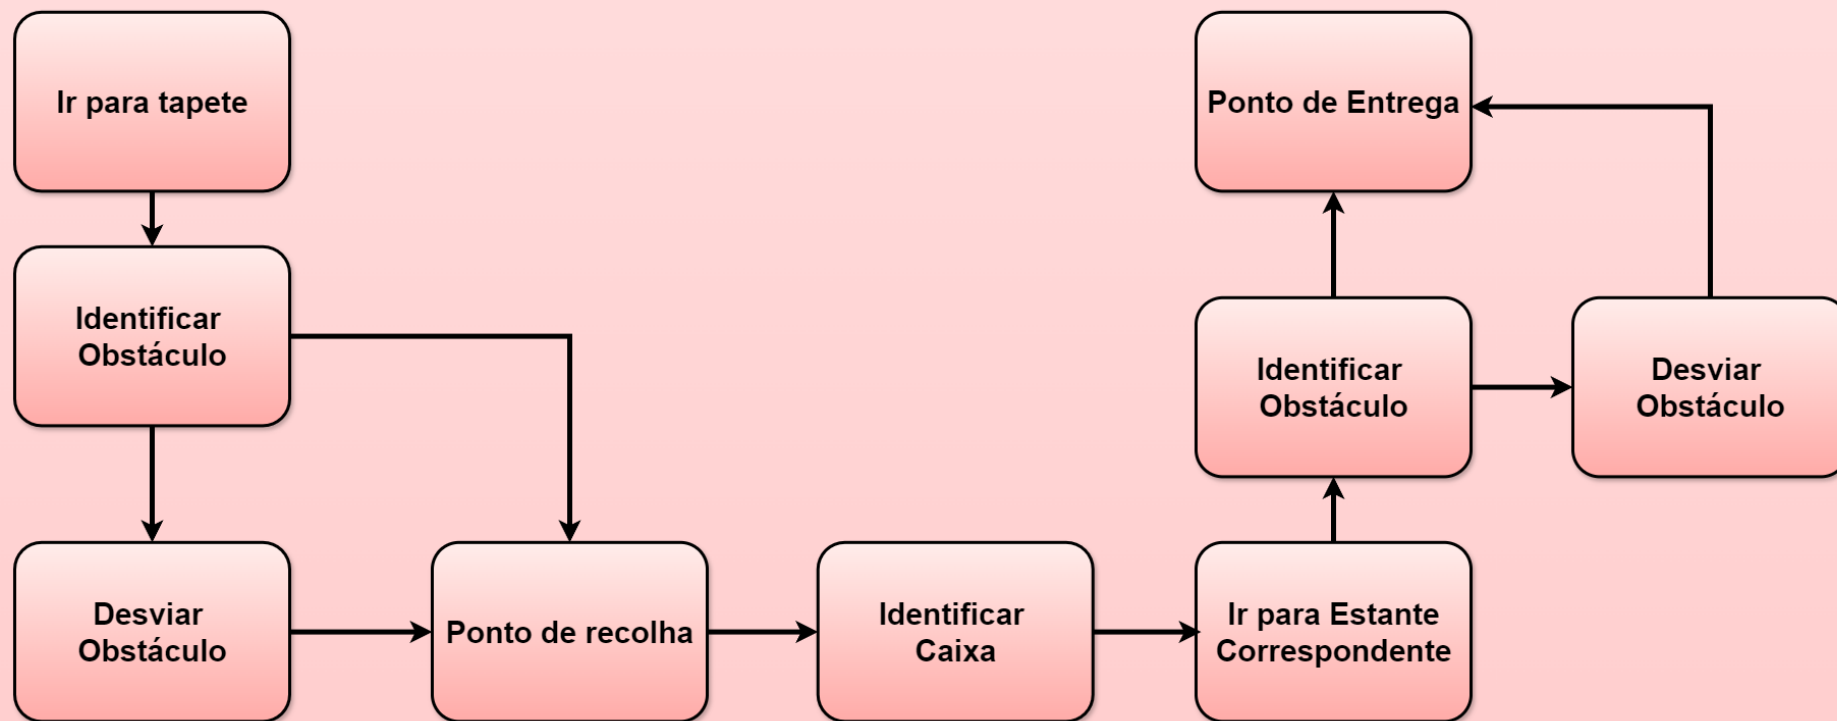 Ir para tapete
Identificar
Obstáculo
Desviar
Obstáculo
Ponto de recolha
Identificar
Caixa
Ir para Estante
Correspondente
Identificar
Obstáculo
Desviar
Obstáculo
Ponto de Entrega